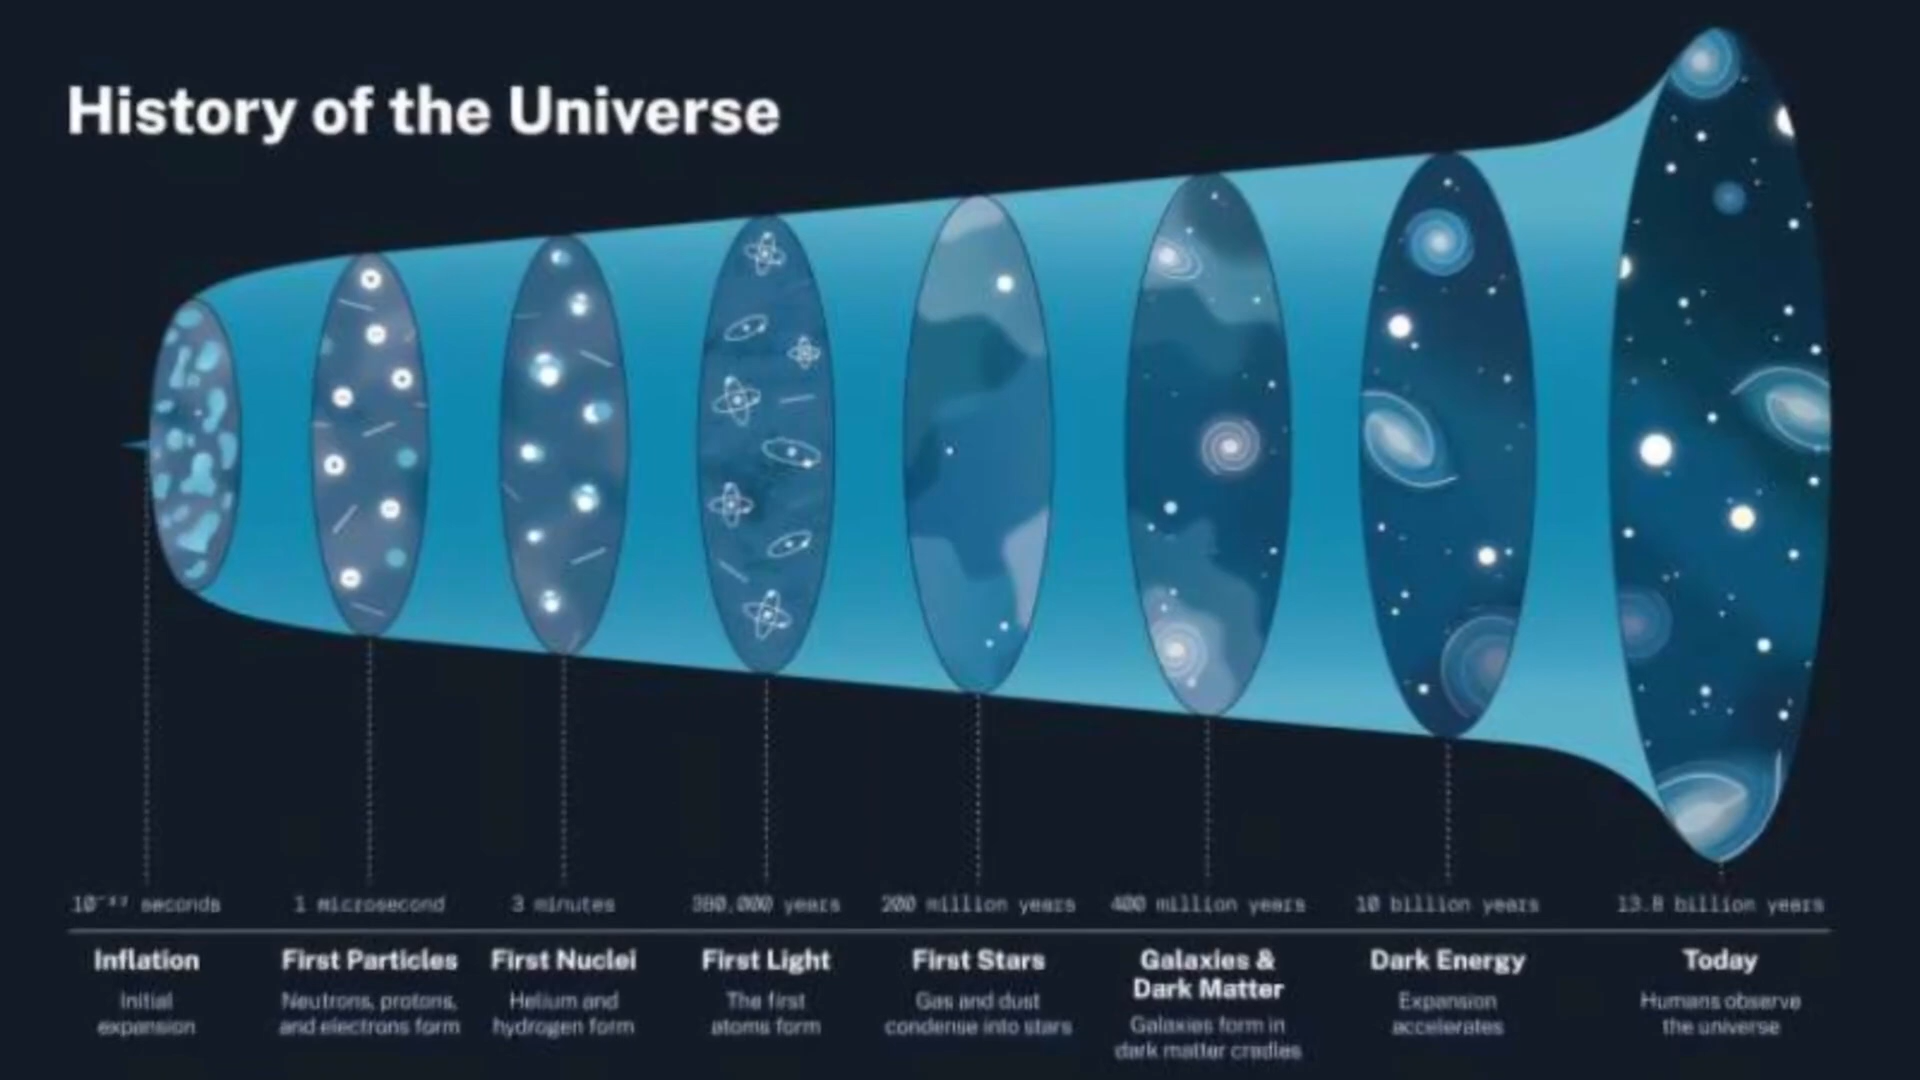 History of the Universe
seconds
1 microsecond
3 minutes
380,000 years
200 million years
400 million years
10 billion years
13.8 billion years
Inflation
First Particles
First Nuclei
First Light
First Stars
Galaxies &
Dark Matter
Dark Energy
Today
Initial
expansion
Neutrons, protons,
and electrons form
Helium and
hydrogen form
The first
atoms form
Gas and dust
condense into stars
Galaxies form in
dark matter cradles
Expansion
accelerates
Humans observe
the universe